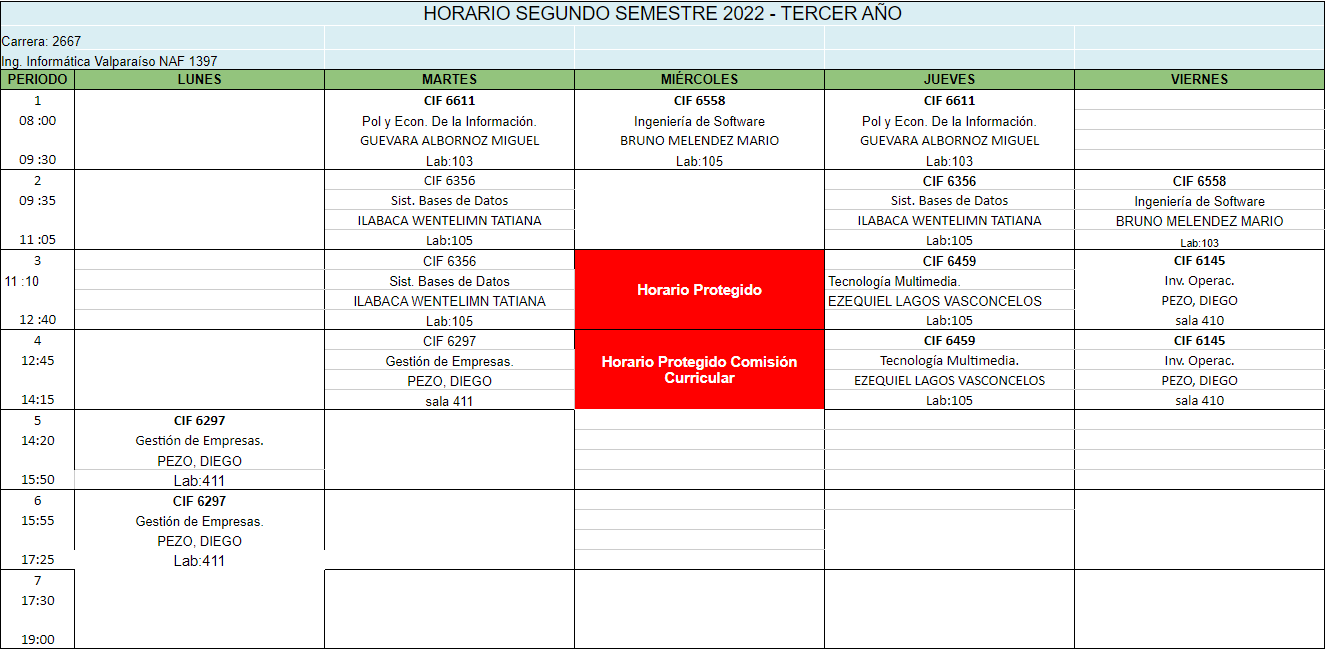 HORARIO SEGUNDO SEMESTRE 2022 - TERCER AÑO
Carrera: 2667
Ing. Informática Valparaíso NAF 1397
PERIODO LUNES MARTES MIÉRCOLES JUEVES VIERNES
1 CIF 6611 CIF 6558 CIF 6611
08 :00 Pol y Econ. De la Información. Ingeniería de Software Pol y Econ. De la Información.
GUEVARA ALBORNOZ MIGUEL BRUNO MELENDEZ MARIO GUEVARA ALBORNOZ MIGUEL
09 :30 Lab:103 Lab:105 Lab:103
2 CIF 6356 CIF 6356 CIF 6558
09 :35 Sist. Bases de Datos Sist. Bases de Datos Ingeniería de Software
ILABACA WENTELIMN TATIANA ILABACA WENTELIMN TATIANA BRUNO MELENDEZ MARIO
11 :05 Lab:105 Lab:105 Lab:103
3 CIF 6356 CIF 6459 CIF 6145
11 :10 Sist. Bases de Datos Horario Protegido Tecnología Multimedia. Inv. Operac.
ILABACA WENTELIMN TATIANA EZEQUIEL LAGOS VASCONCELOS PEZO, DIEGO
12 :40 Lab:105 Lab:105 sala 410
4 CIF 6297 CIF 6459 CIF 6145
12:45 Gestión de Empresas. Horario Protegido Comisión Tecnología Multimedia. Inv. Operac.
PEZO, DIEGO Curricular EZEQUIEL LAGOS VASCONCELOS PEZO, DIEGO
14:15 sala 411 Lab:105 sala 410
5 CIF 6297
14:20 Gestión de Empresas.
PEZO, DIEGO
15:50 Lab:411
6 CIF 6297
15:55 Gestión de Empresas.
PEZO, DIEGO
17:25 Lab:411
7
17:30
19:00